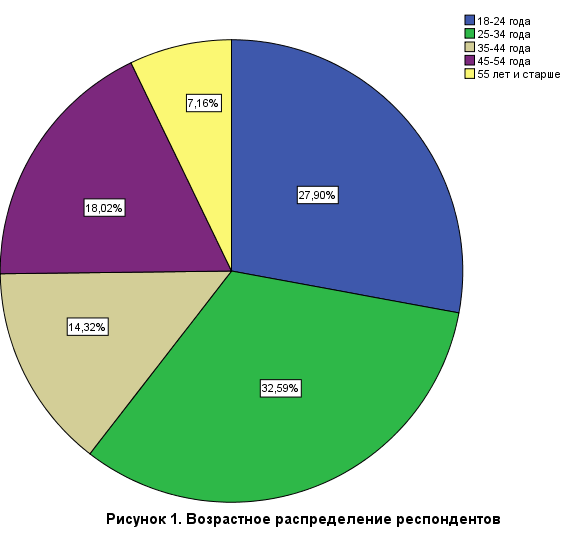 18-24 года
25-34 года
35-44 года
45-54 года
55 лет и старше
7,16%
27,90%
18,02%
14,32%
32,59%
Рисунок 1. Возрастное распределение респондентов